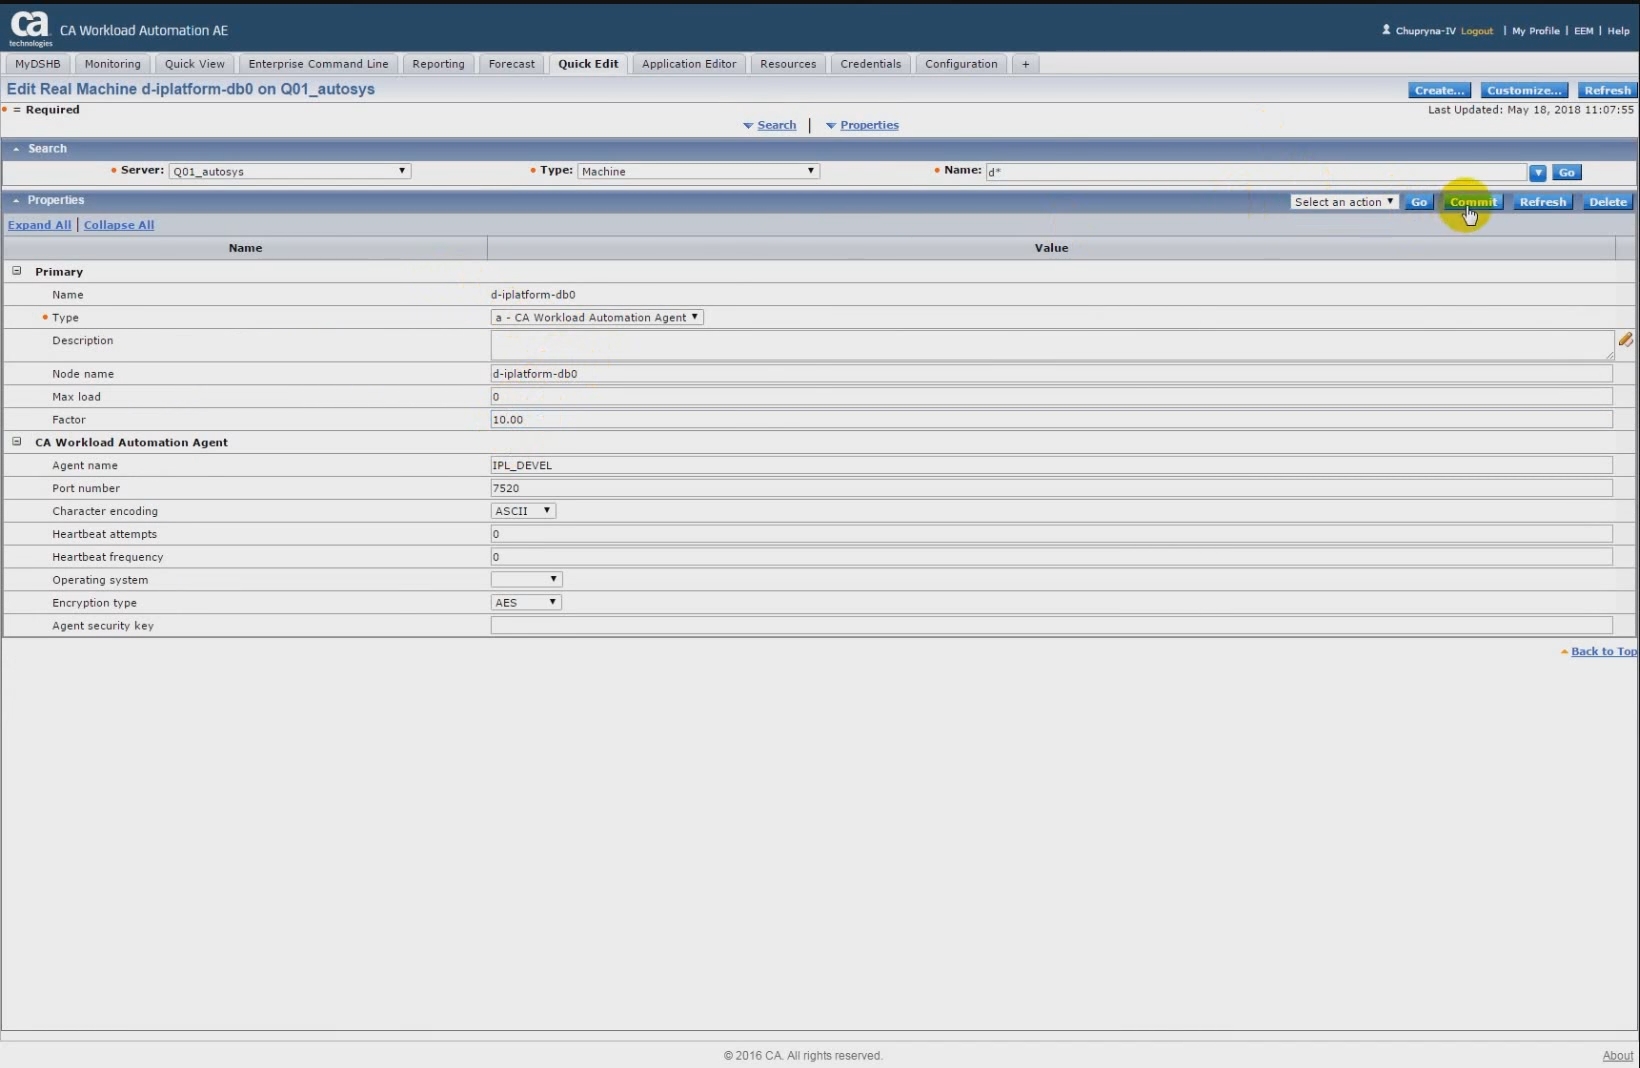 ca
technologies
CA Workload Automation AE
Chupryna-IV Logout | My Profile | EEM | Help
MyDSHB Monitoring Quick View Enterprise Command Line Reporting Forecast Quick Edit Application Editor Resources Credentials Configuration +
Edit Real Machine d-iplatform-db0 on Q01_autosys
Create... Customize... Refresh
= Required
Last Updated: May 18, 2018 11:07:55
Search | Properties
Search
Server: Q01_autosys Type: Machine Name: d* Go
Properties
Select an action Go Commit Refresh Delete
Expand All | Collapse All
Name Value
Primary
Name d-iplatform-db0
Type a - CA Workload Automation Agent
Description
Node name d-iplatform-db0
Max load 0
Factor 10.00
CA Workload Automation Agent
Agent name IPL_DEVEL
Port number 7520
Character encoding ASCII
Heartbeat attempts 0
Heartbeat frequency 0
Operating system
Encryption type AES
Agent security key
Back to Top
© 2016 CA. All rights reserved.
About